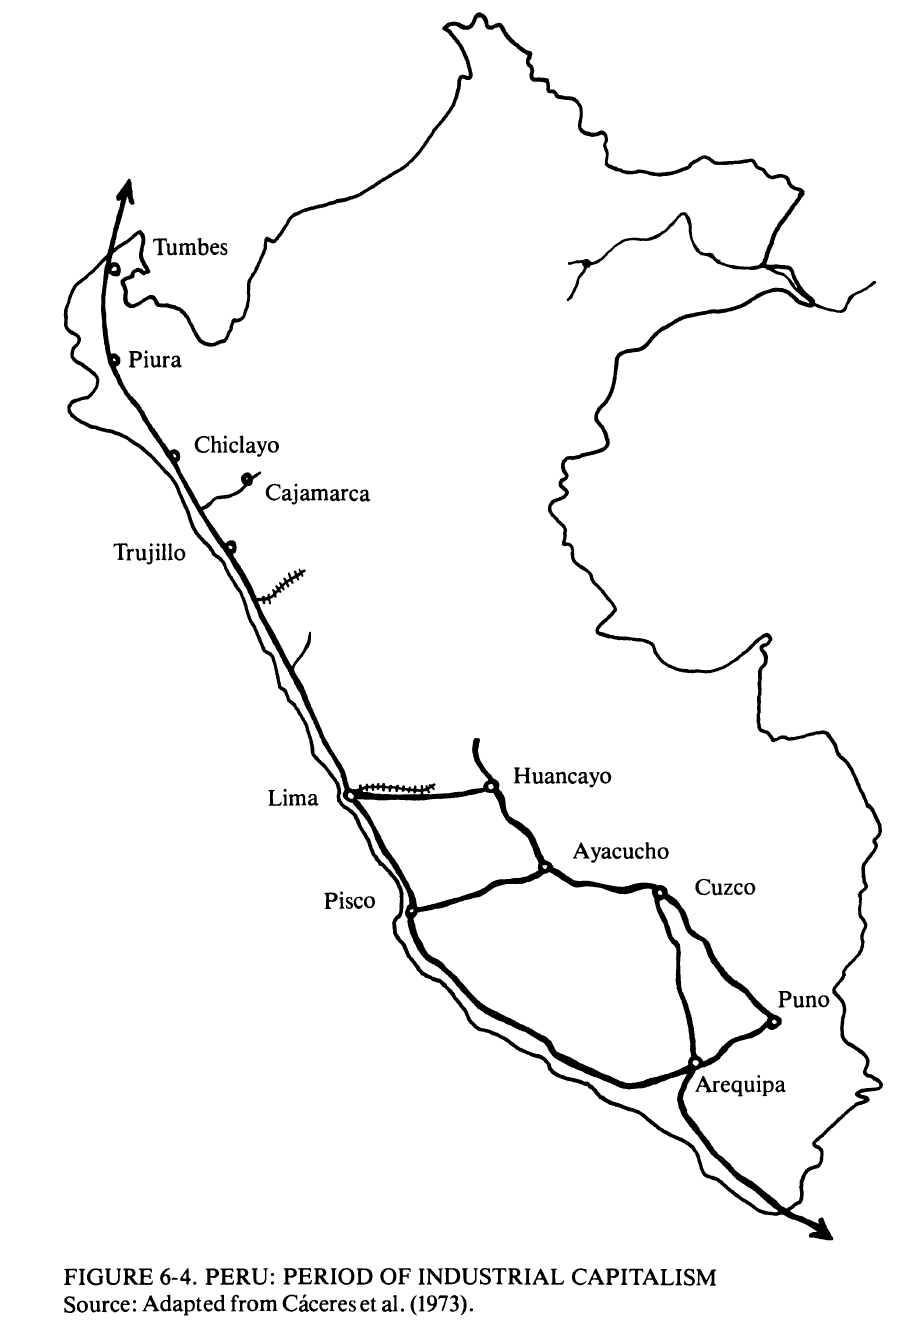 Tumbes
Piura
Chiclayo
Cajamarca
Trujillo
Huancayo
Lima
Ayacucho
Cuzco
Pisco
Puno
Arequipa
FIGURE 6-4. PERU: PERIOD OF INDUSTRIAL CAPITALISM
Source: Adapted from Cáceres et al. (1973).